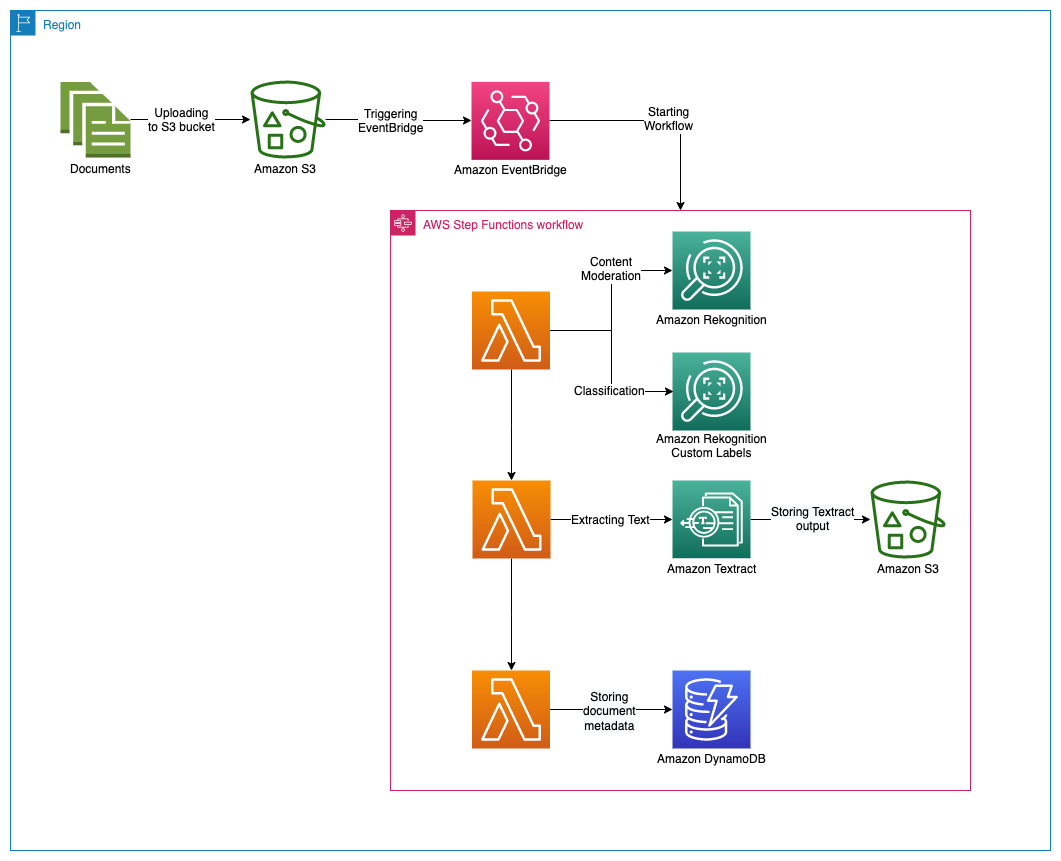 Region
Uploading
to S3 bucket
Triggering
EventBridge
Starting
Workflow
Documents
Amazon S3
Amazon EventBridge
AWS Step Functions workflow
Content
Moderation
Amazon Rekognition
Classification
Amazon Rekognition
Custom Labels
Extracting Text
Storing Textract
output
Amazon Textract
Amazon S3
Storing
document
metadata
Amazon DynamoDB